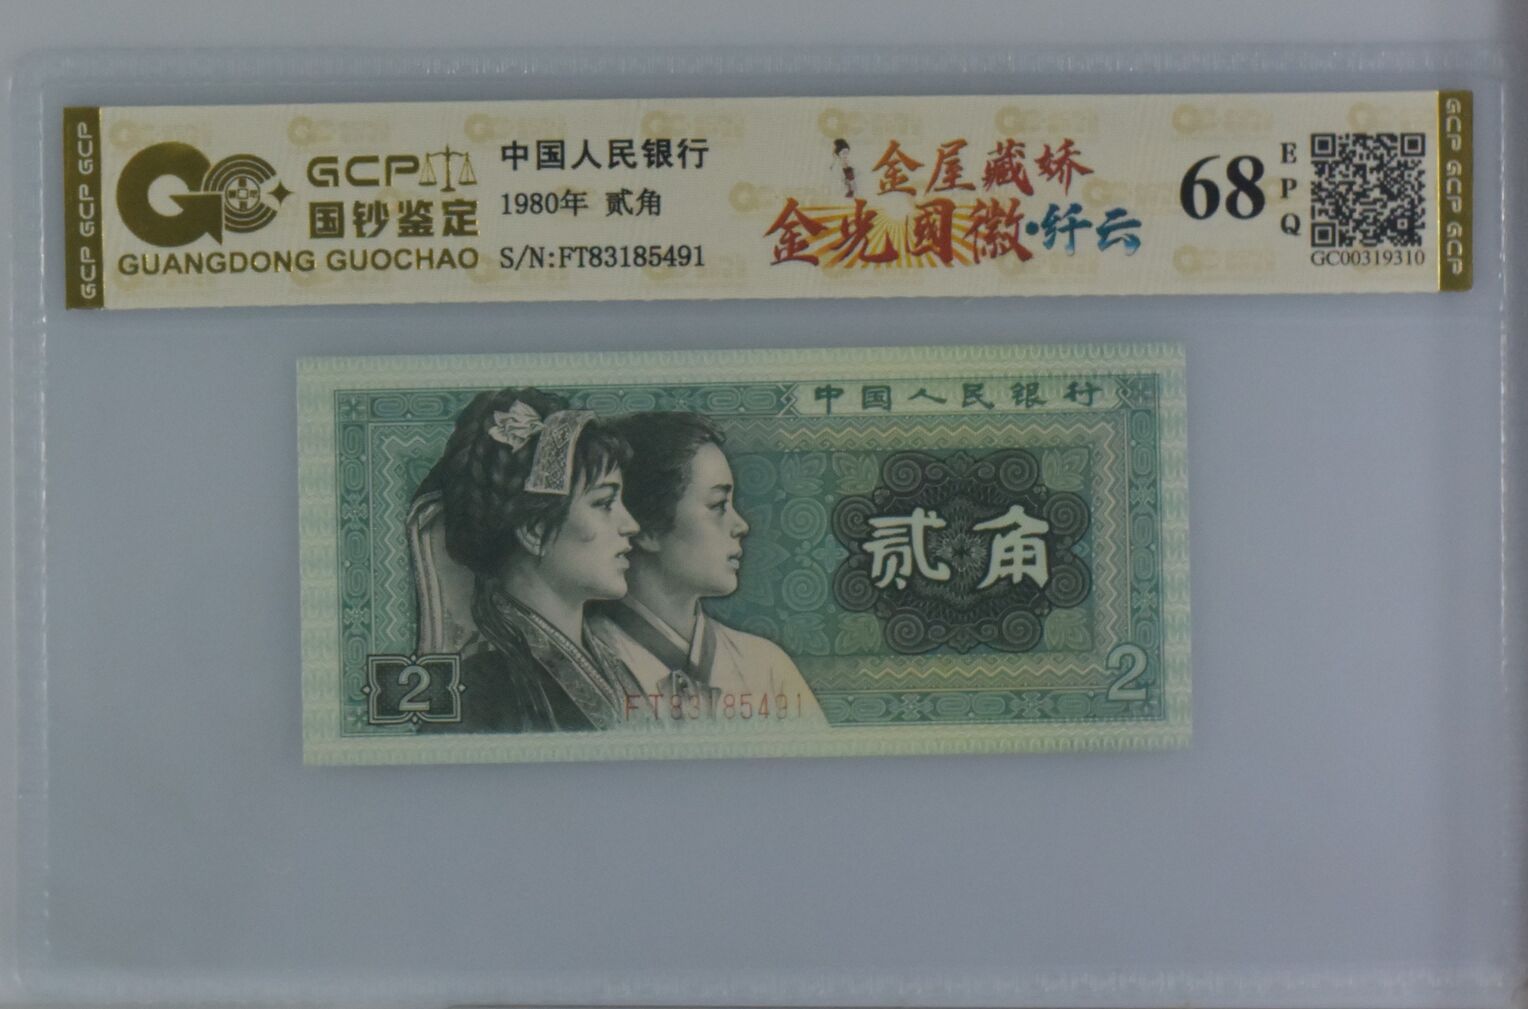 GCP GCP GCP
GCP
国钞鉴定
GUANGDONG GUOCHAO
中国人民银行
1980年 贰角
S/N:FT83185491
金屋藏娇
金光國徽·纤云
68
EPQ
GC00319310
GCP GCP GCP
中国人民银行
贰角
2
2
FT83185491